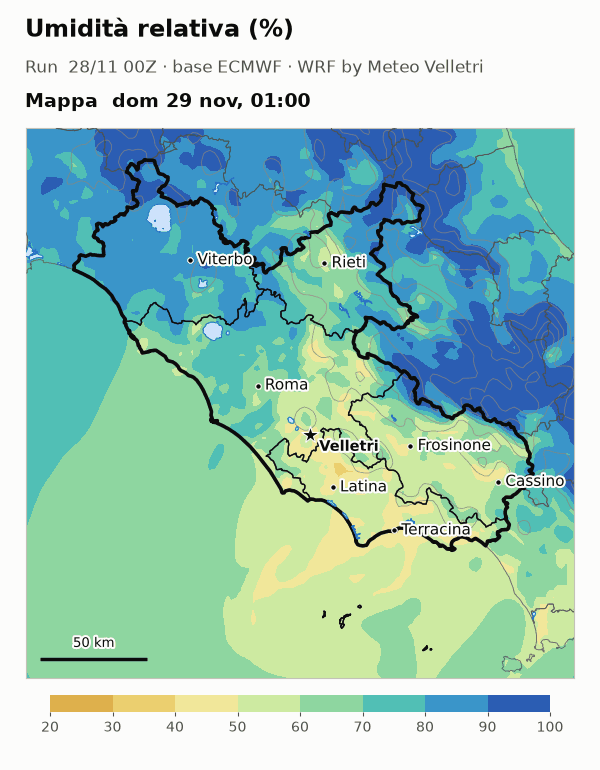 Umidità relativa (%)
Run 28/11 00Z · base ECMWF · WRF by Meteo Velletri
Mappa dom 29 nov, 01:00
Viterbo
Rieti
Roma
Velletri
Frosinone
Cassino
Latina
Terracina
50 km
20 30 40 50 60 70 80 90 100